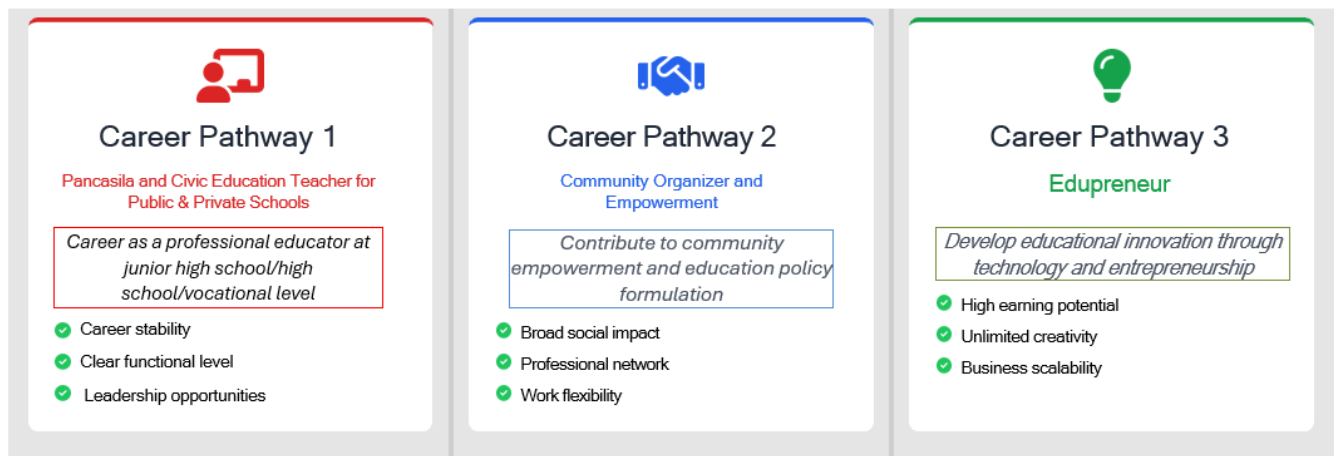 Career Pathway 1
Pancasila and Civic Education Teacher for
Public & Private Schools
Career as a professional educator at
junior high school/high
school/vocational level
Career stability
Clear functional level
Leadership opportunities
Career Pathway 2
Community Organizer and
Empowerment
Contribute to community
empowerment and education policy
formulation
Broad social impact
Professional network
Work flexibility
Career Pathway 3
Edupreneur
Develop educational innovation through
technology and entrepreneurship
High earning potential
Unlimited creativity
Business scalability